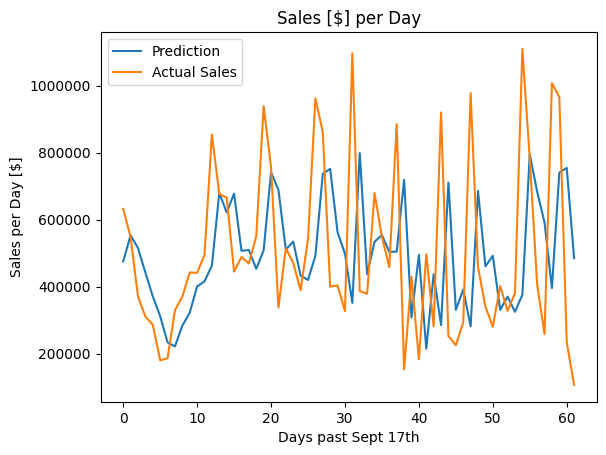 Sales [$] per Day
Prediction
Actual Sales
Sales per Day [$]
1000000
800000
600000
400000
200000
0 10 20 30 40 50 60
Days past Sept 17th